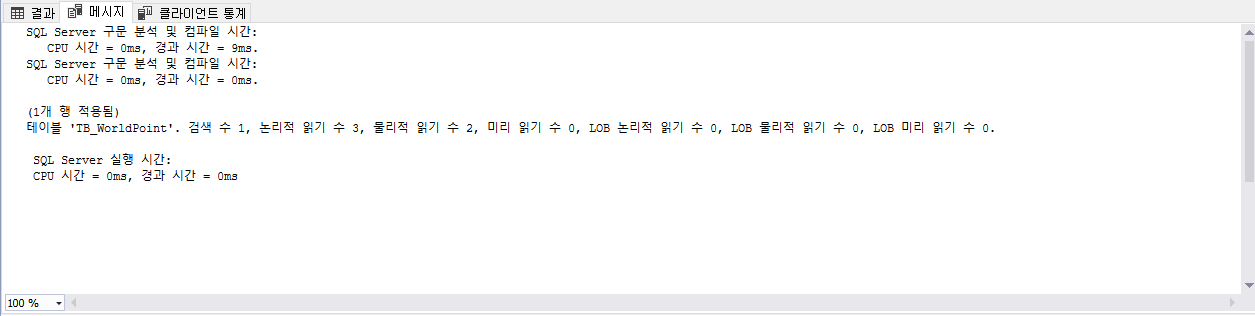 결과 메시지 클라이언트 통계
SQL Server 구문 분석 및 컴파일 시간:
CPU 시간 = 0ms, 경과 시간 = 9ms.
SQL Server 구문 분석 및 컴파일 시간:
CPU 시간 = 0ms, 경과 시간 = 0ms.
(1개 행 적용됨)
테이블 'TB_WorldPoint'. 검색 수 1, 논리적 읽기 수 3, 물리적 읽기 수 2, 미리 읽기 수 0, LOB 논리적 읽기 수 0, LOB 물리적 읽기 수 0, LOB 미리 읽기 수 0.
SQL Server 실행 시간:
CPU 시간 = 0ms, 경과 시간 = 0ms
100 %